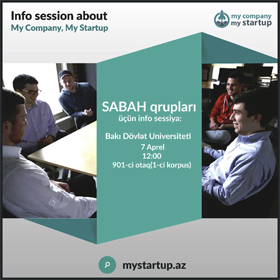 Info session about
My Company, My Startup
my company
my startup
SABAH qrupları
üçün info sessiya:
Bakı Dövlət Universiteti
7 Aprel
12:00
901-ci otaq(1-ci korpus)
mystartup.az